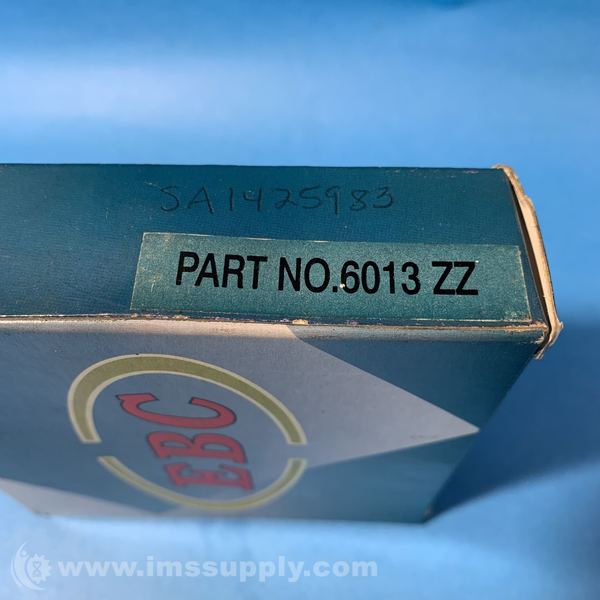 SA1425983
PART NO.6013 ZZ
EBC
www.imssupply.com